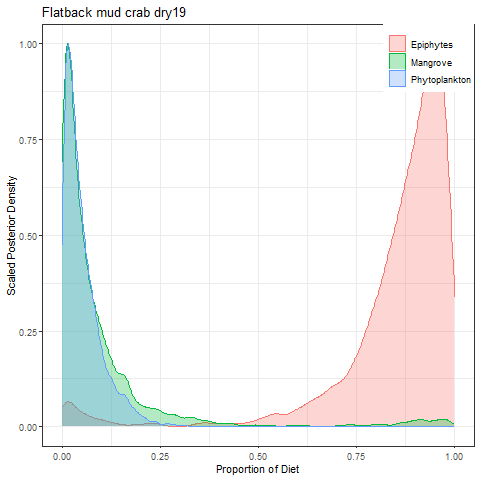 Flatback mud crab dry19
Epiphytes
Mangrove
Phytoplankton
1.00
0.75
0.50
0.25
0.00
Scaled Posterior Density
0.00 0.25 0.50 0.75 1.00
Proportion of Diet